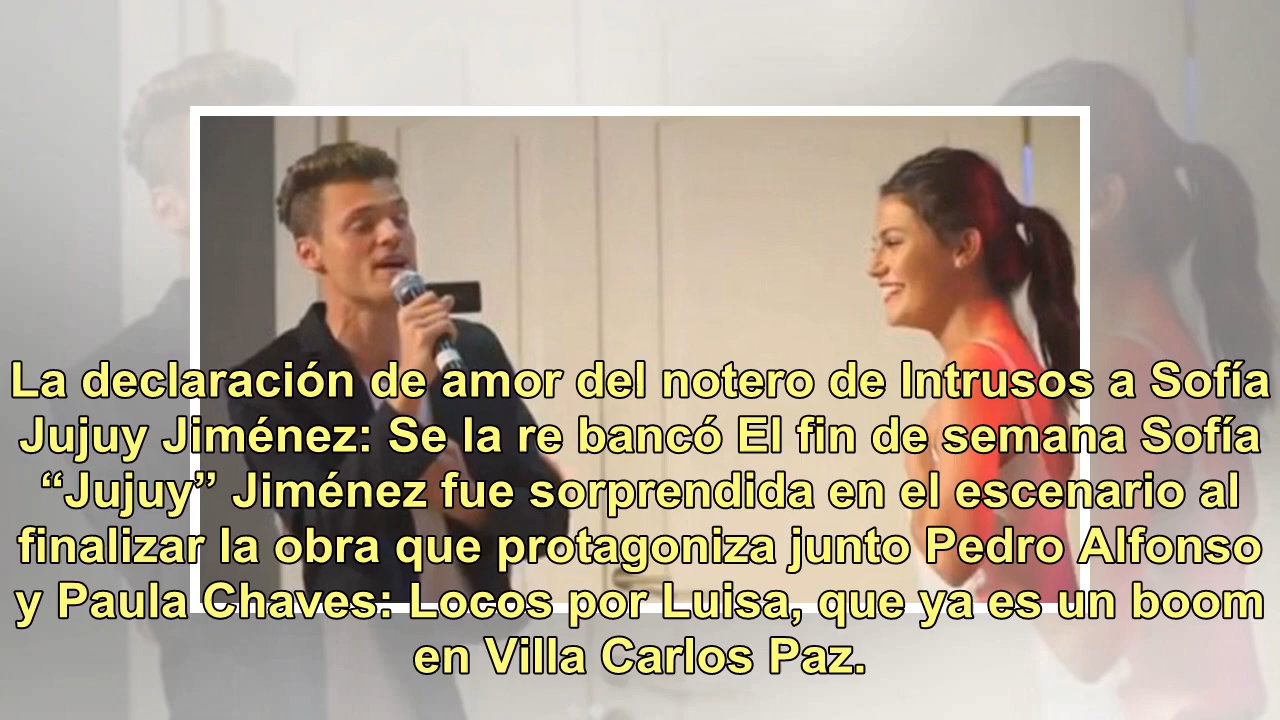 La declaración de amor del notero de Intrusos a Sofía
Jujuy Jiménez: Se la re bancó El fin de semana Sofía
“Jujuy” Jiménez fue sorprendida en el escenario al
finalizar la obra que protagoniza junto Pedro Alfonso
y Paula Chaves: Locos por Luisa, que ya es un boom
en Villa Carlos Paz.